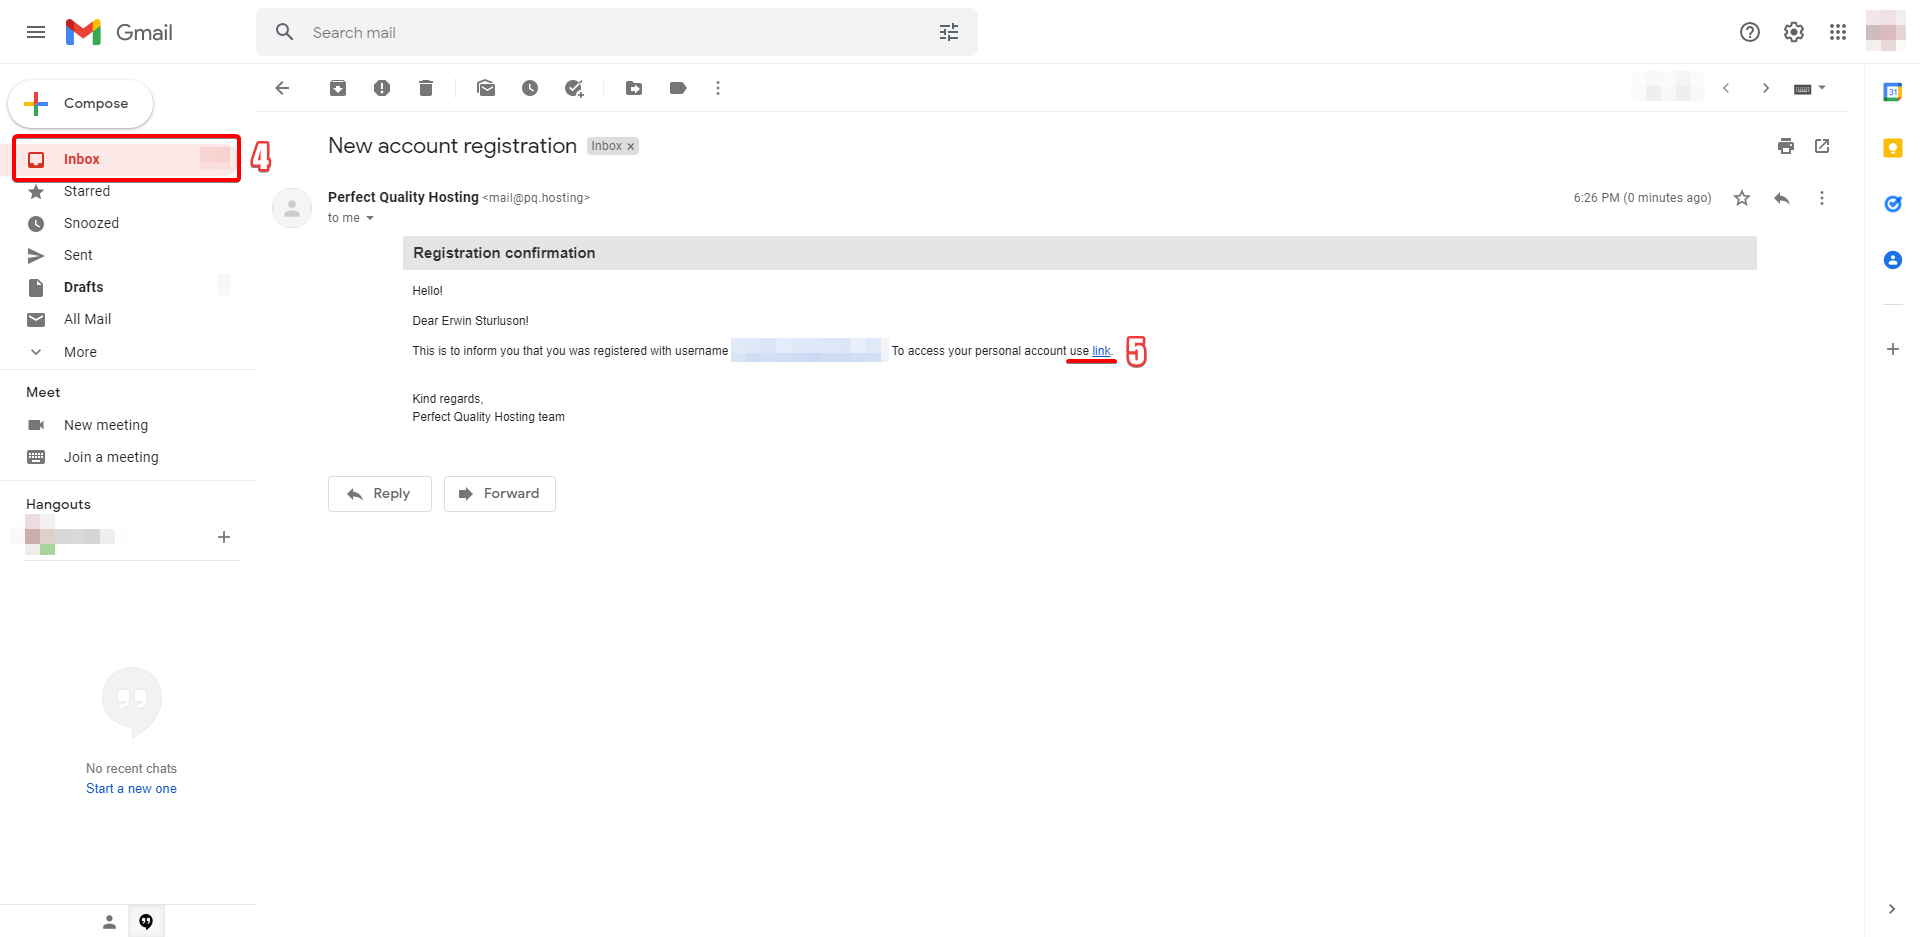 Gmail
Search mail
Compose
Inbox
4
Starred
Snoozed
Sent
Drafts
All Mail
More
Meet
New meeting
Join a meeting
Hangouts
No recent chats
Start a new one
New account registration Inbox ×
Perfect Quality Hosting <mail@pq.hosting> 6:26 PM (0 minutes ago)
to me
Registration confirmation
Hello!
Dear Erwin Sturluson!
This is to inform you that you was registered with username To access your personal account use link. 5
Kind regards,
Perfect Quality Hosting team
Reply Forward
31